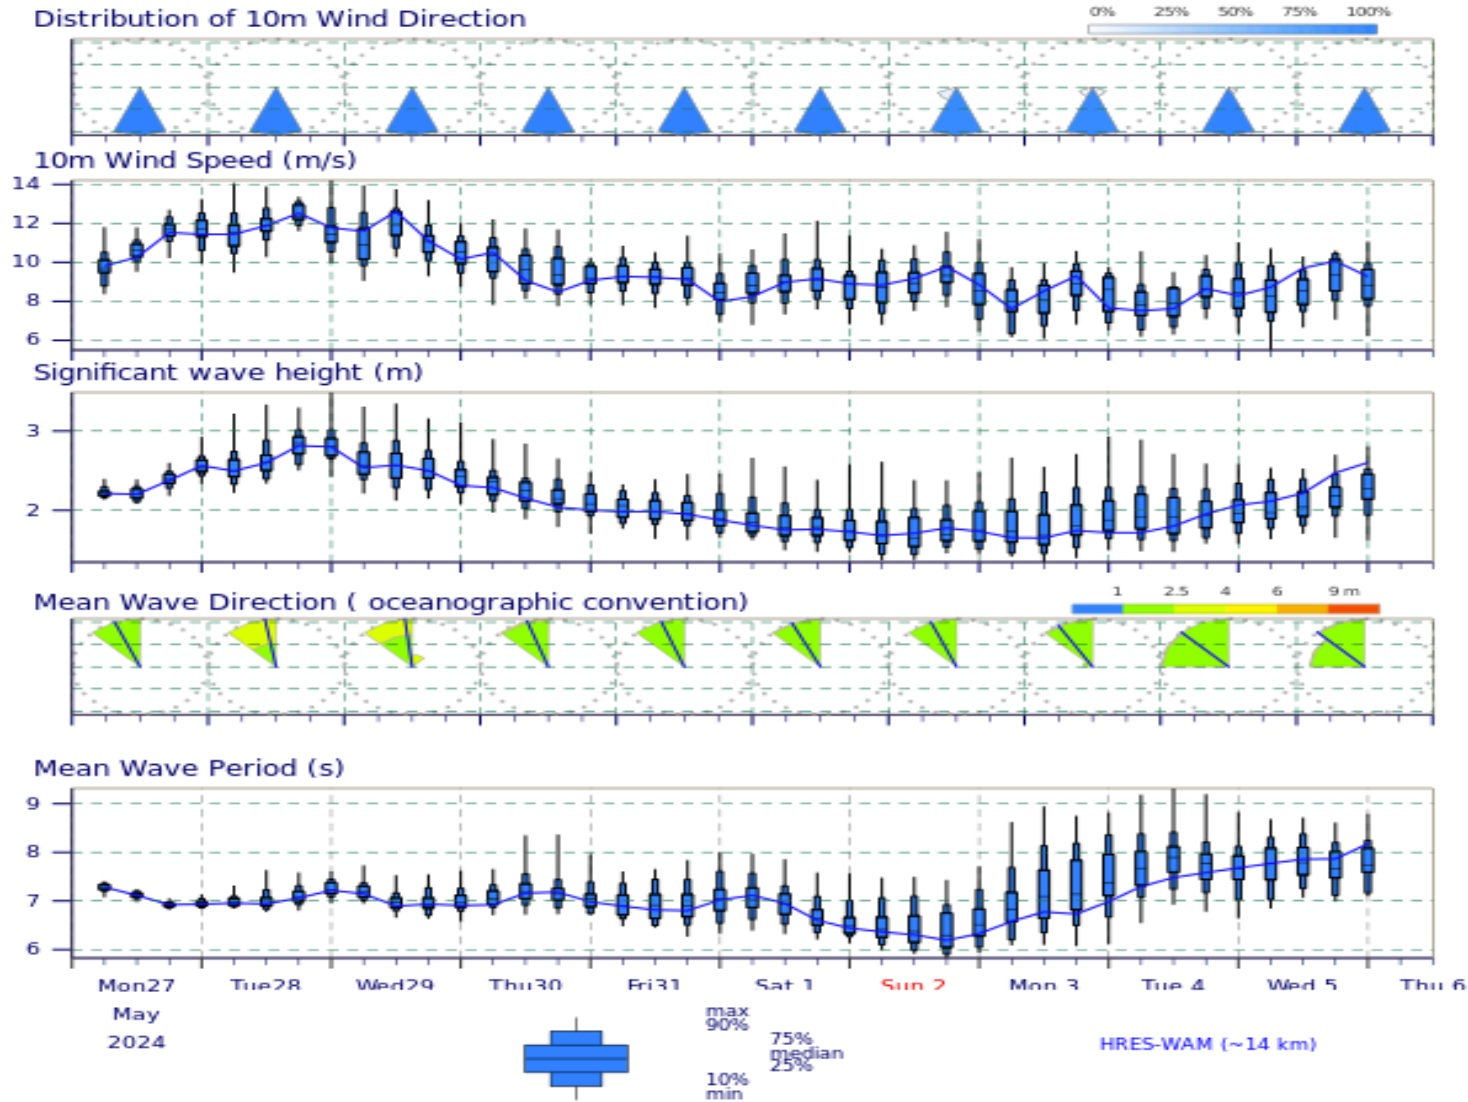 Distribution of 10m Wind Direction
0% 25% 50% 75% 100%
10m Wind Speed (m/s)
14
12
10
8
6
Significant wave height (m)
3
2
Mean Wave Direction ( oceanographic convention)
1 2.5 4 6 9 m
Mean Wave Period (s)
9
8
7
6
Mon27 Tue28 Wed29 Thu30 Fri31 Sat 1 Sun 2 Mon 3 Tue 4 Wed 5 Thu 6
May
2024
max
90%
75%
median
25%
10%
min
HRES-WAM (~14 km)